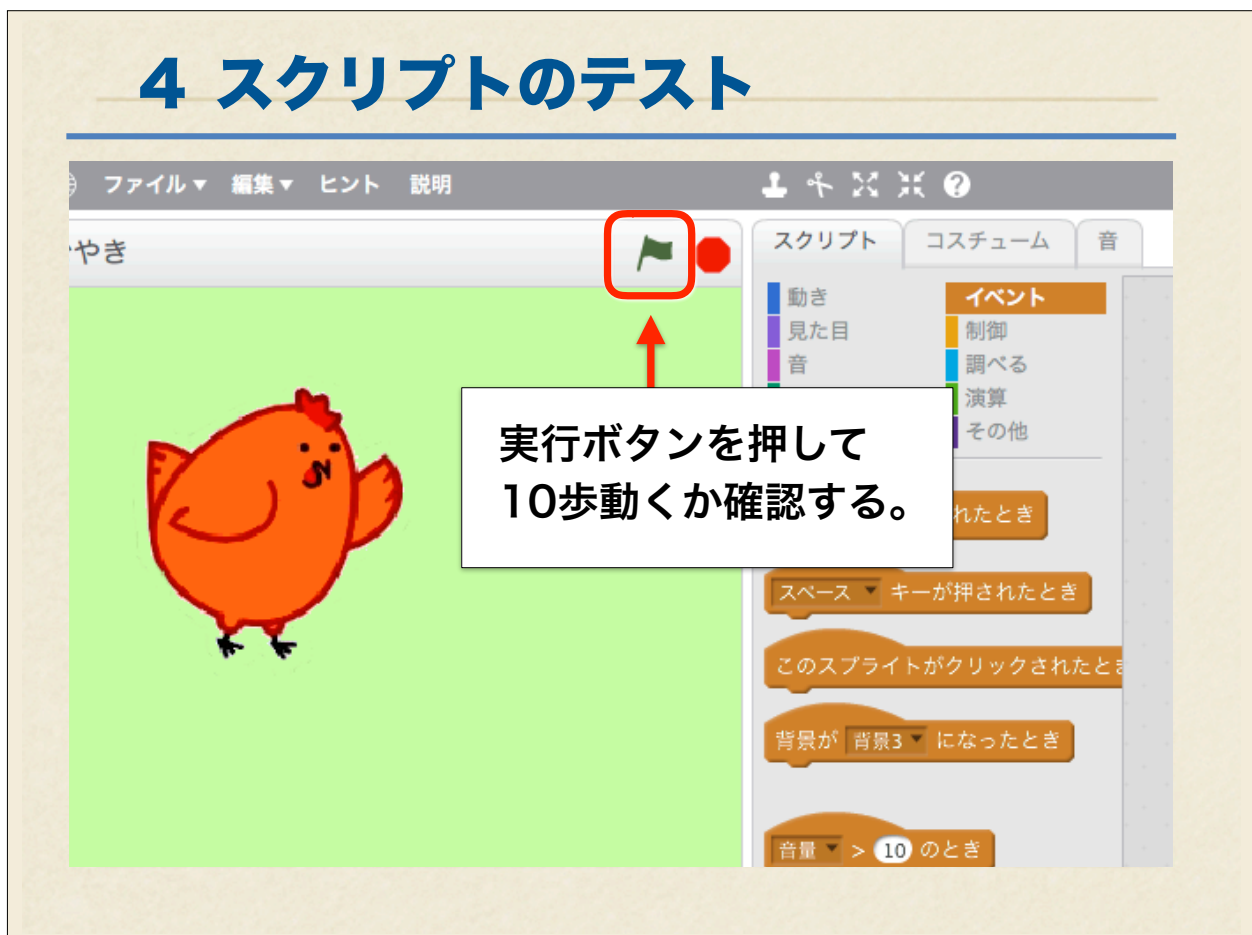 4 スクリプトのテスト
ファイル▼ 編集▼ ヒント 説明
やき
スクリプト コスチューム 音
動き イベント
見た目 制御
音 調べる
演算
その他
実行ボタンを押して
10歩動くか確認する。
れたとき
スペース▼ キーが押されたとき
このスプライトがクリックされたとき
背景が 背景3▼ になったとき
音量▼ > 10 のとき